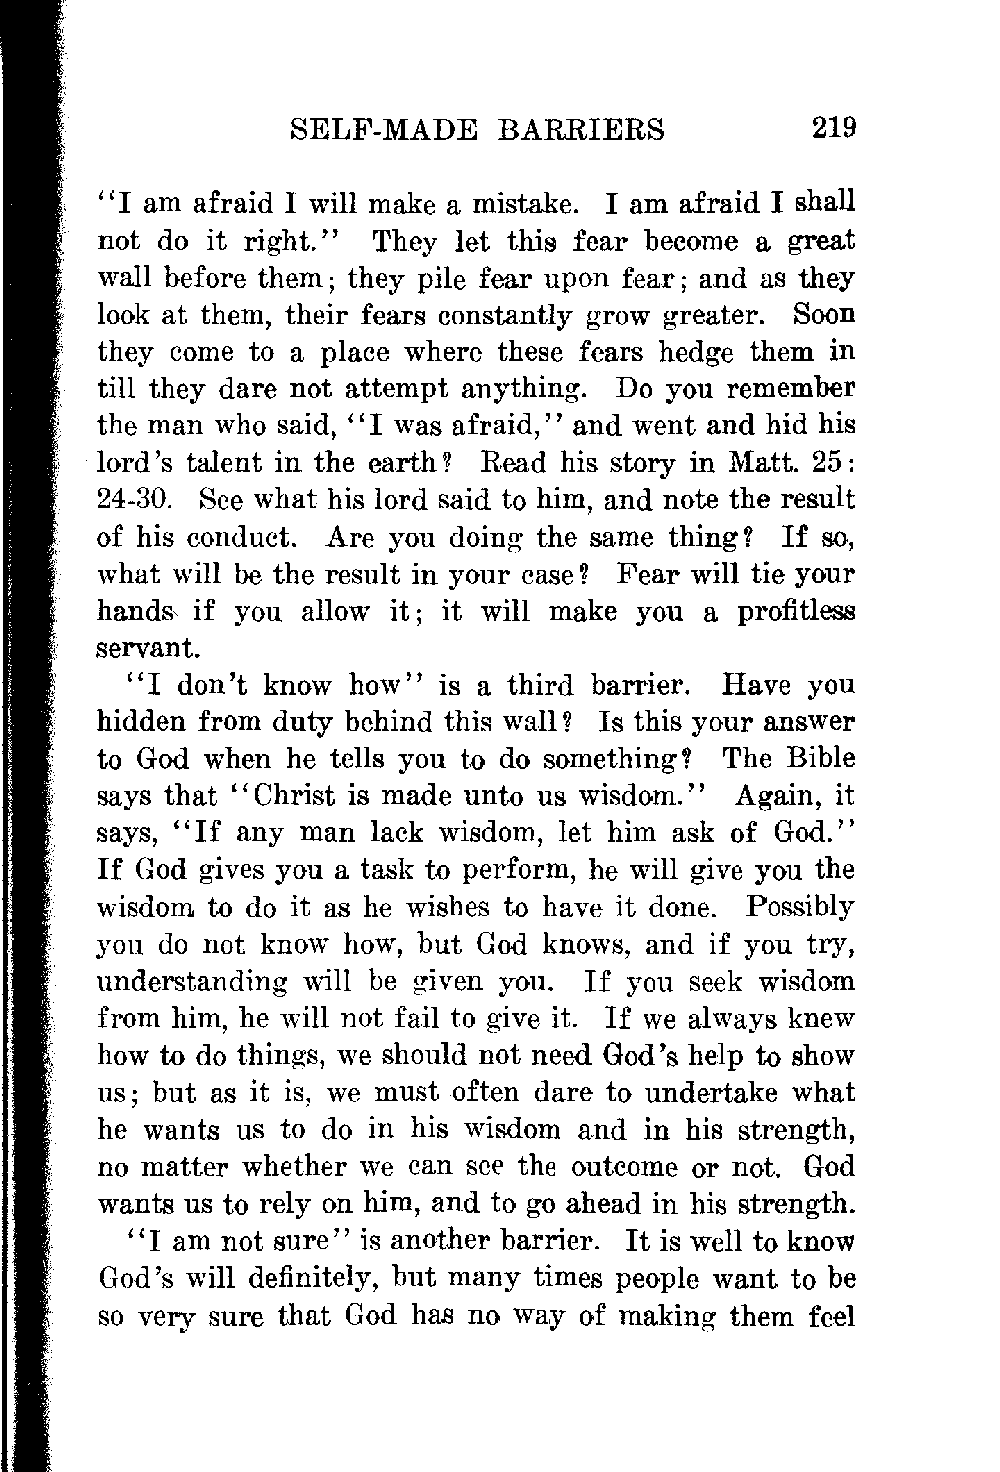 SELF-MADE BARRIERS 219
"I am afraid I will make a mistake. I am afraid I shall
not do it right." They let this fear become a great
wall before them; they pile fear upon fear; and as they
look at them, their fears constantly grow greater. Soon
they come to a place where these fears hedge them in
till they dare not attempt anything. Do you remember
the man who said, "I was afraid," and went and hid his
lord's talent in the earth? Read his story in Matt. 25:
24-30. See what his lord said to him, and note the result
of his conduct. Are you doing the same thing? If so,
what will be the result in your case? Fear will tie your
hands if you allow it; it will make you a profitless
servant.
"I don't know how" is a third barrier. Have you
hidden from duty behind this wall? Is this your answer
to God when he tells you to do something? The Bible
says that "Christ is made unto us wisdom." Again, it
says, "If any man lack wisdom, let him ask of God."
If God gives you a task to perform, he will give you the
wisdom to do it as he wishes to have it done. Possibly
you do not know how, but God knows, and if you try,
understanding will be given you. If you seek wisdom
from him, he will not fail to give it. If we always knew
how to do things, we should not need God's help to show
us; but as it is, we must often dare to undertake what
he wants us to do in his wisdom and in his strength,
no matter whether we can see the outcome or not. God
wants us to rely on him, and to go ahead in his strength.
"I am not sure" is another barrier. It is well to know
God's will definitely, but many times people want to be
so very sure that God has no way of making them feel